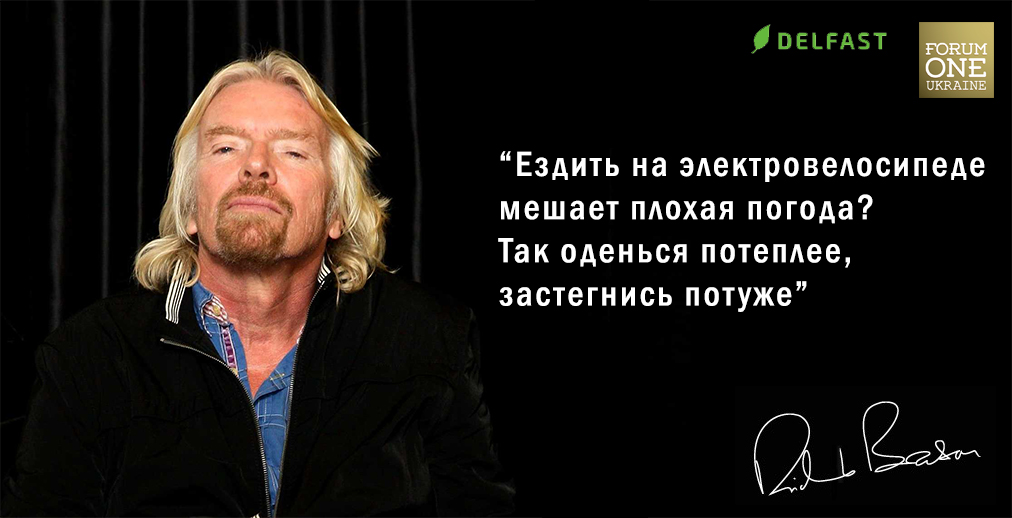 DELFAST
FORUM
ONE
UKRAINE
“Ездить на электровелосипеде
мешает плохая погода?
Так оденься потеплее,
застегнись потуже”